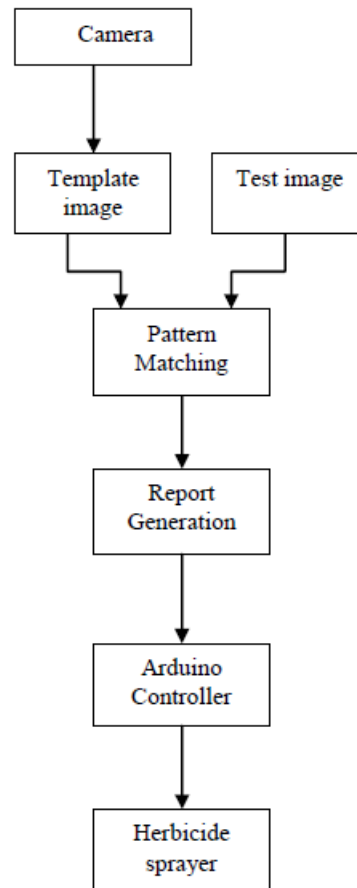 Camera
Template
image
Test image
Pattern
Matching
Report
Generation
Arduino
Controller
Herbicide
sprayer